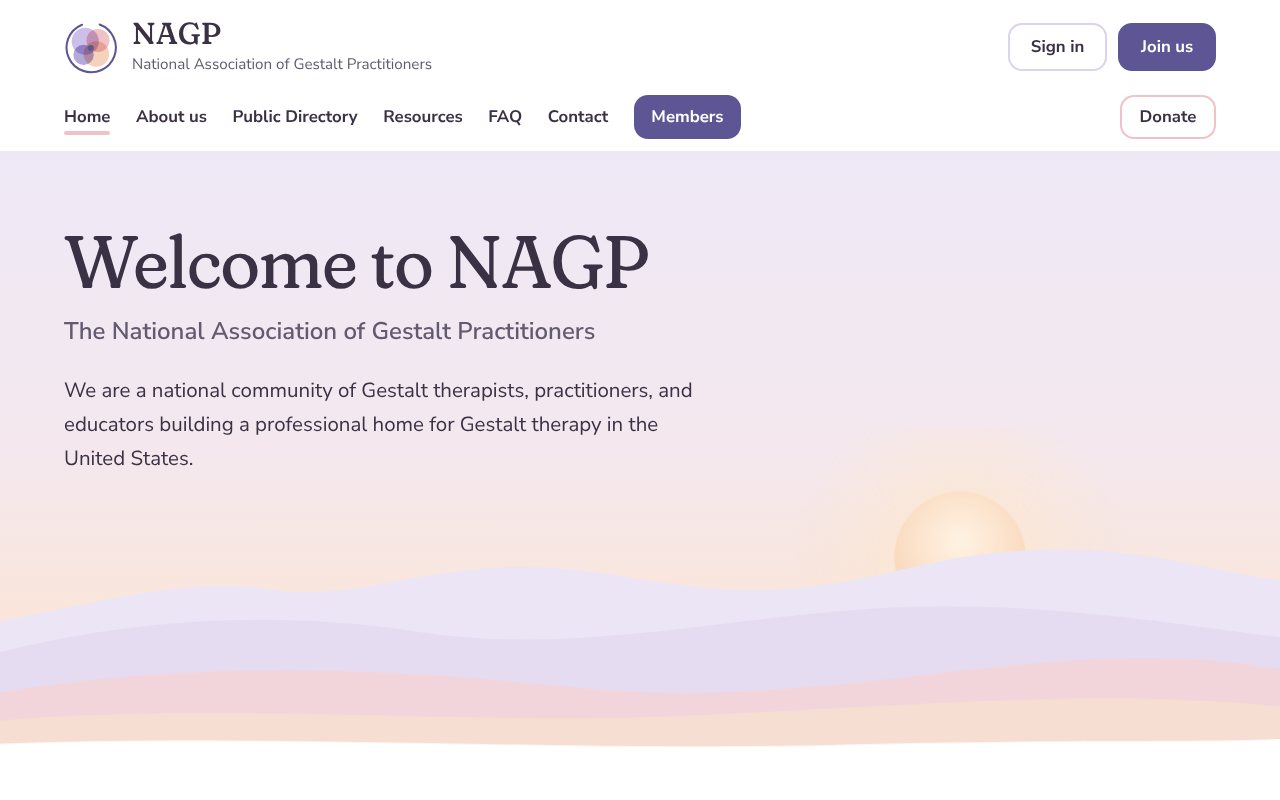 NAGP
National Association of Gestalt Practitioners
Sign in
Join us
Home
About us
Public Directory
Resources
FAQ
Contact
Members
Donate
Welcome to NAGP
The National Association of Gestalt Practitioners
We are a national community of Gestalt therapists, practitioners, and
educators building a professional home for Gestalt therapy in the
United States.